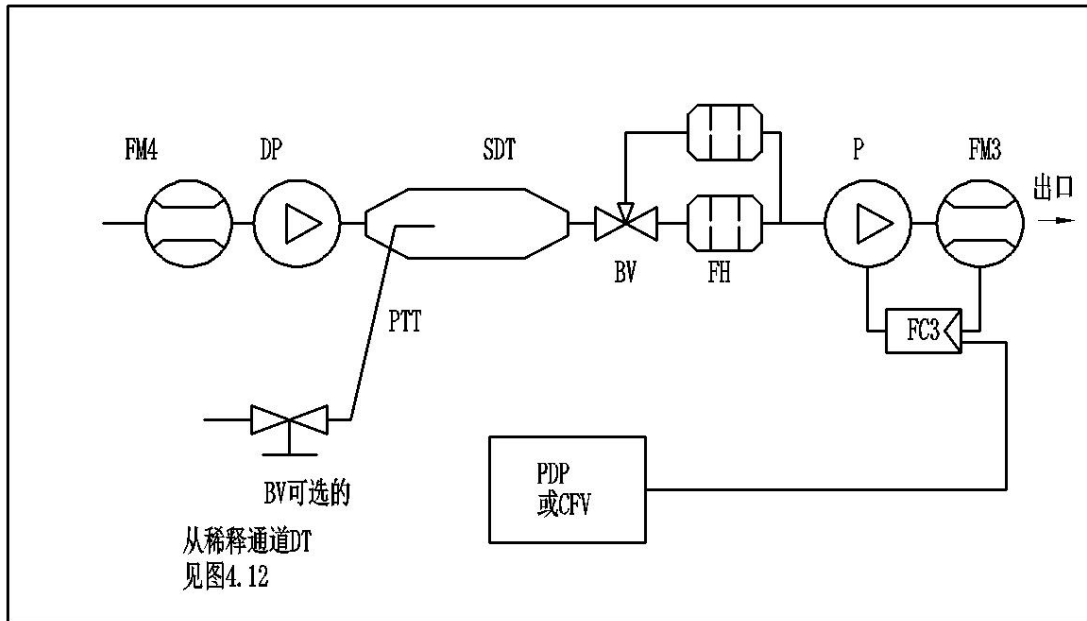 FM4
DP
SDT
P
FM3
出口
BV
FH
PTT
FC3
PDP
或CFV
BV可选的
从稀释通道DT
见图4.12